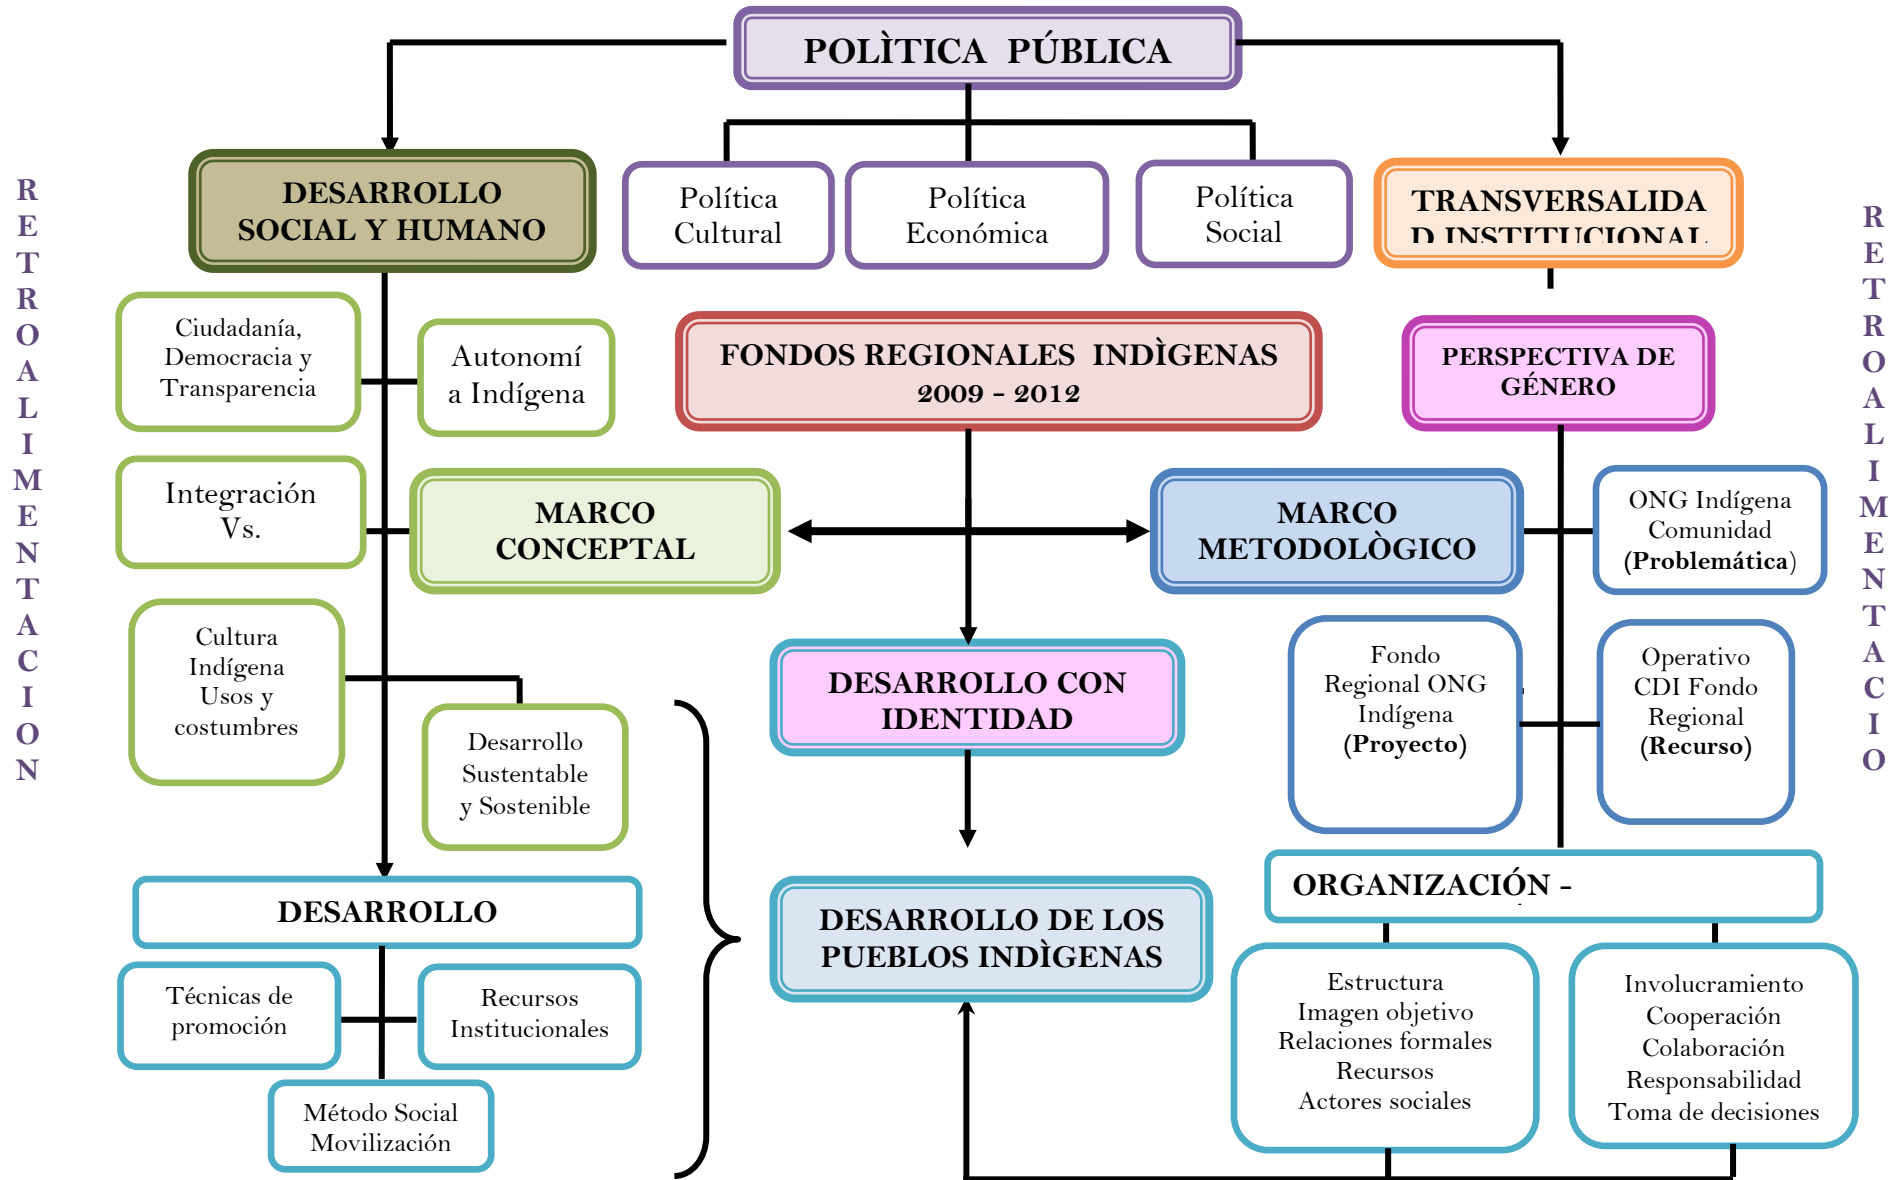 POLÌTICA PÚBLICA
DESARROLLO
SOCIAL Y HUMANO
Política
Cultural
Política
Económica
Política
Social
TRANSVERSALIDA
D INSTITUCIONAL
R
E
T
R
O
A
L
I
M
E
N
T
A
C
I
O
N
Ciudadanía,
Democracia y
Transparencia
Autonomí
a Indígena
FONDOS REGIONALES INDÌGENAS
2009 - 2012
PERSPECTIVA DE
GÉNERO
R
E
T
R
O
A
L
I
M
E
N
T
A
C
I
O
Integración
Vs.
MARCO
CONCEPTAL
MARCO
METODOLÒGICO
ONG Indígena
Comunidad
(Problemática)
Cultura
Indígena
Usos y
costumbres
Desarrollo
Sustentable
y Sostenible
DESARROLLO CON
IDENTIDAD
Fondo
Regional ONG
Indígena
(Proyecto)
Operativo
CDI Fondo
Regional
(Recurso)
DESARROLLO
DESARROLLO DE LOS
PUEBLOS INDÌGENAS
ORGANIZACIÓN -
Técnicas de
promoción
Recursos
Institucionales
Método Social
Movilización
Estructura
Imagen objetivo
Relaciones formales
Recursos
Actores sociales
Involucramiento
Cooperación
Colaboración
Responsabilidad
Toma de decisiones